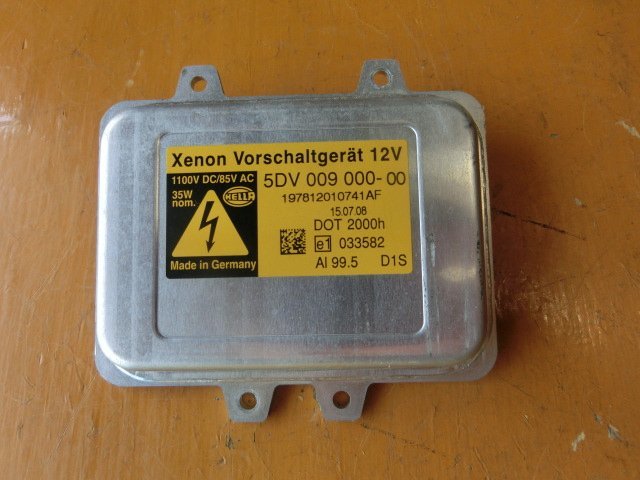 Xenon Vorschaltgerät 12V
1100V DC/85V AC
35W
nom.
HELLA
5DV 009 000-00
197812010741AF
15.07.08
DOT 2000h
e1 033582
Made in Germany
AI 99.5 D1S